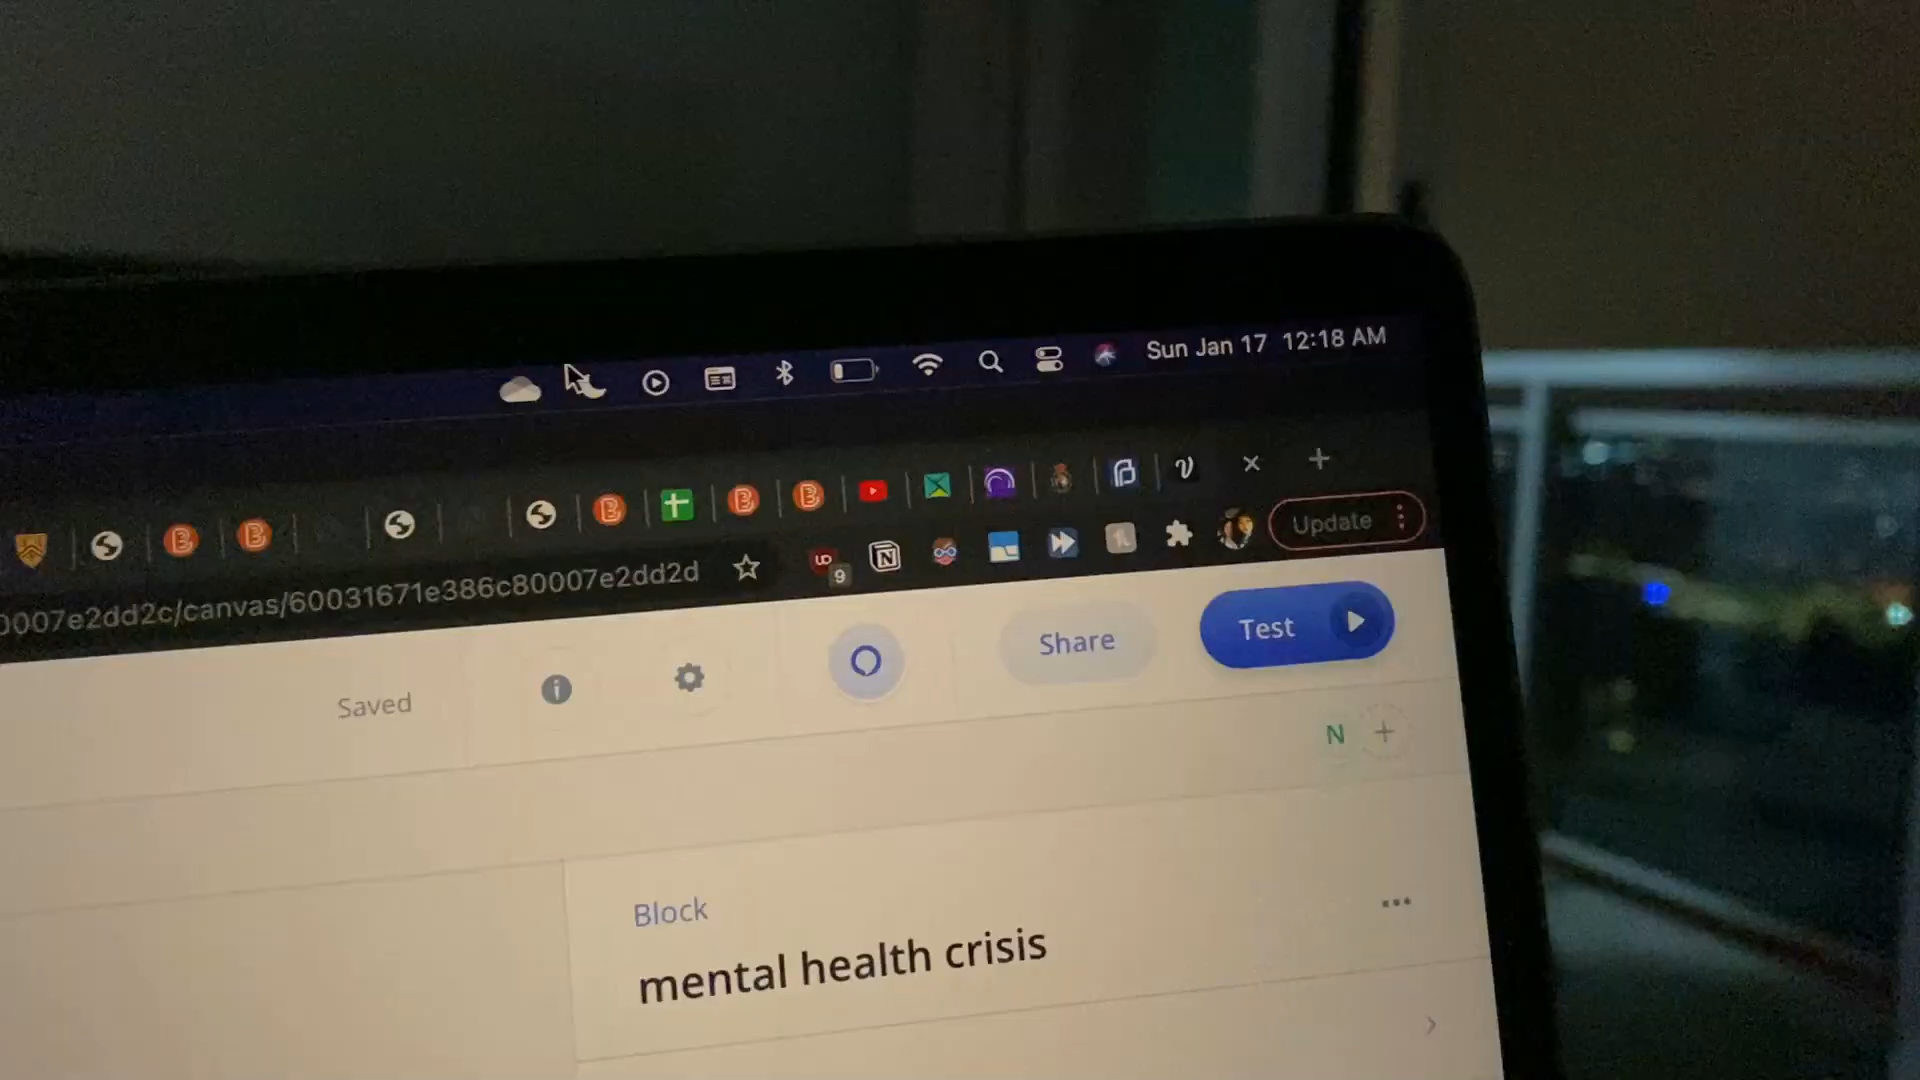 Sun Jan 17 12:18 AM
Update
0007e2dd2c/canvas/60031671e386c80007e2dd2d
9
Saved
Share
Test
N
Block
mental health crisis